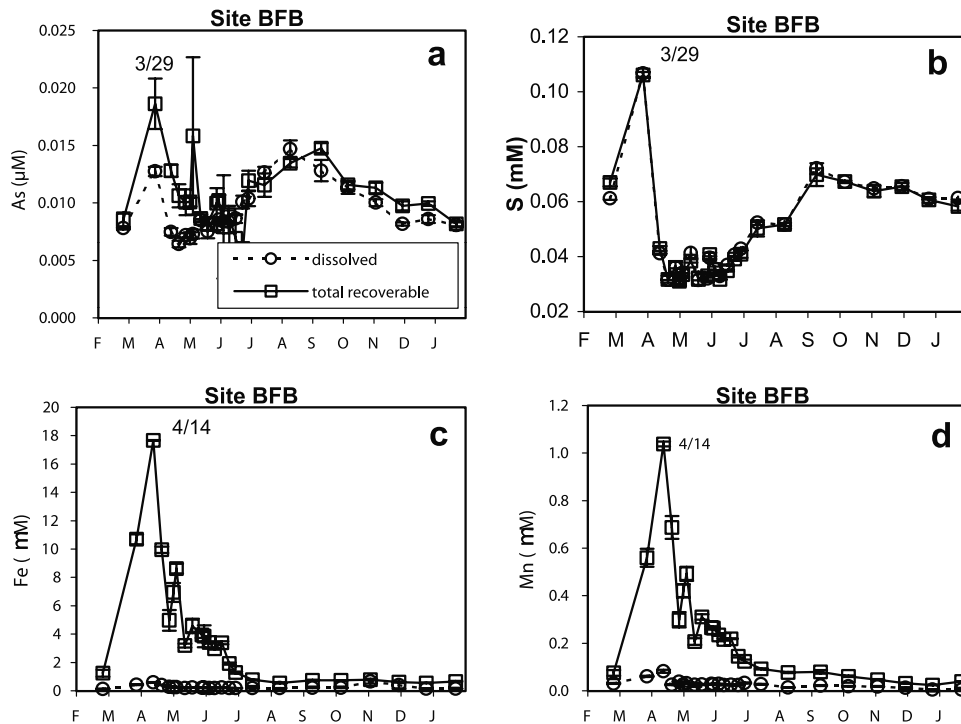 Site BFB
a
3/29
As (µM)
0.025
0.020
0.015
0.010
0.005
0.000
dissolved
total recoverable
F M A M J J A S O N D J
Site BFB
b
3/29
S (mM)
0.12
0.10
0.08
0.06
0.04
0.02
F M A M J J A S O N D J
Site BFB
c
4/14
Fe ( mM)
20
18
16
14
12
10
8
6
4
2
0
F M A M J J A S O N D J
Site BFB
d
4/14
Mn ( mM)
1.2
1.0
0.8
0.6
0.4
0.2
0.0
F M A M J J A S O N D J